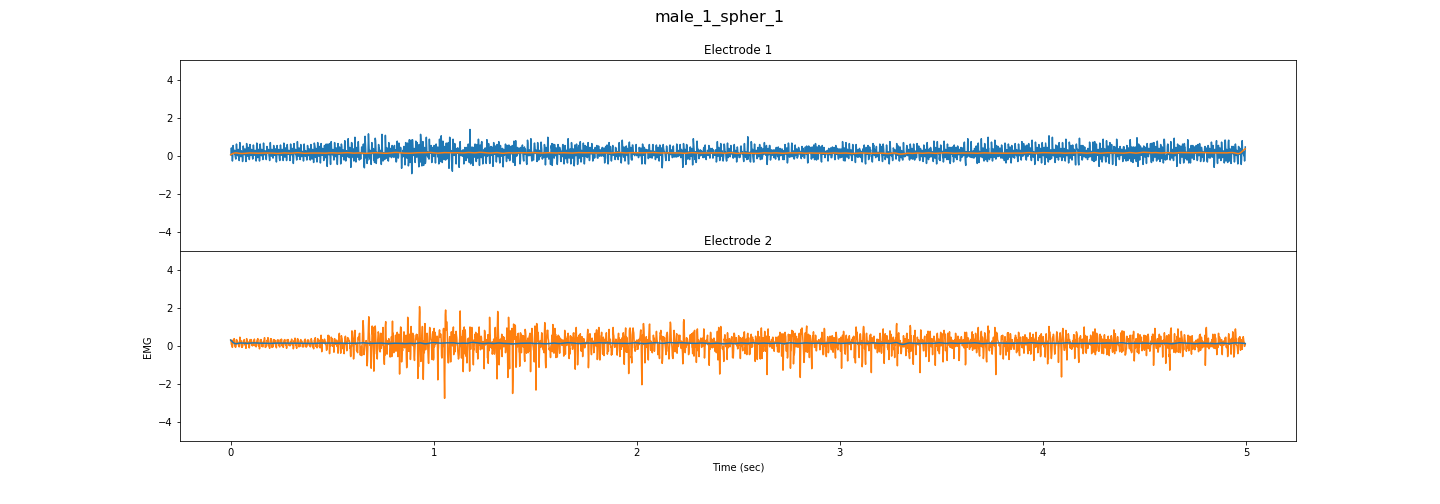 male_1_spher_1
Electrode 1
4
2
0
−2
−4
Electrode 2
4
2
0
−2
−4
EMG
0 1 2 3 4 5
Time (sec)